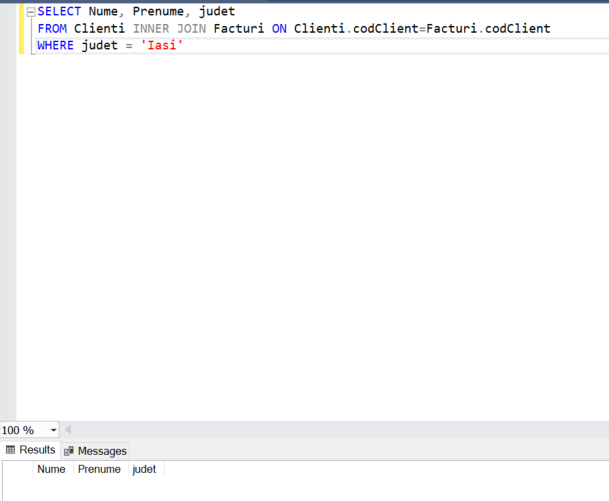 SELECT Nume, Prenume, judet
FROM Clienti INNER JOIN Facturi ON Clienti.codClient=Facturi.codClient
WHERE judet = 'Iasi'
100 %
Results Messages
Nume Prenume judet